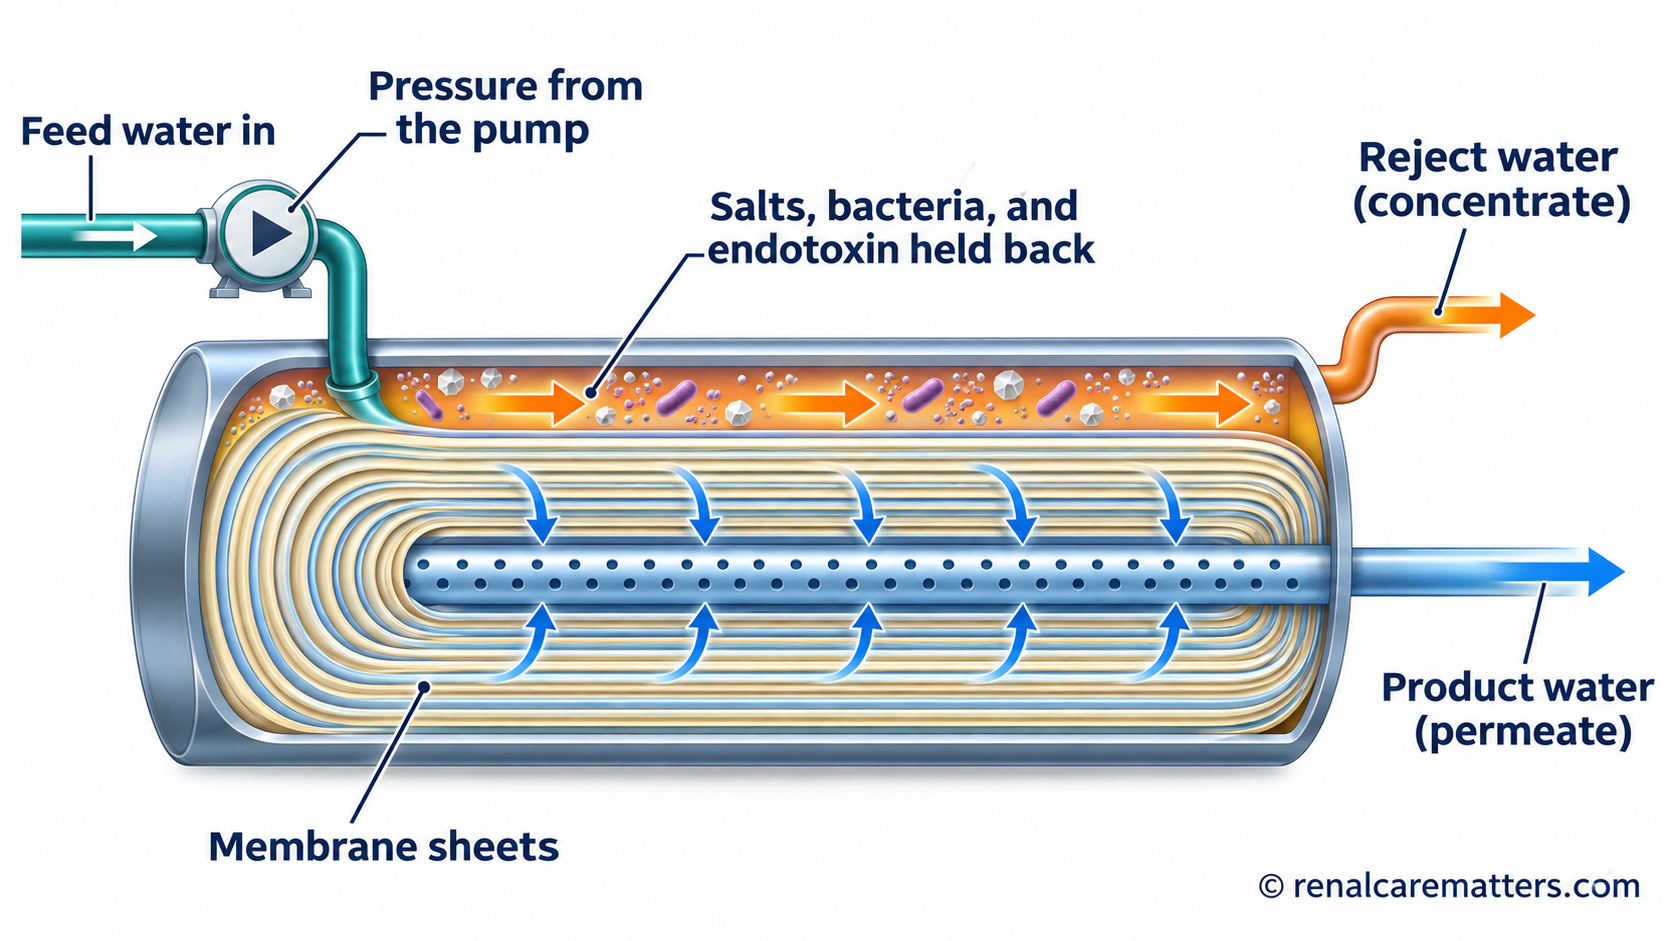 Feed water in
Pressure from
the pump
Salts, bacteria, and
endotoxin held back
Reject water
(concentrate)
Product water
(permeate)
Membrane sheets
© renalcarematters.com